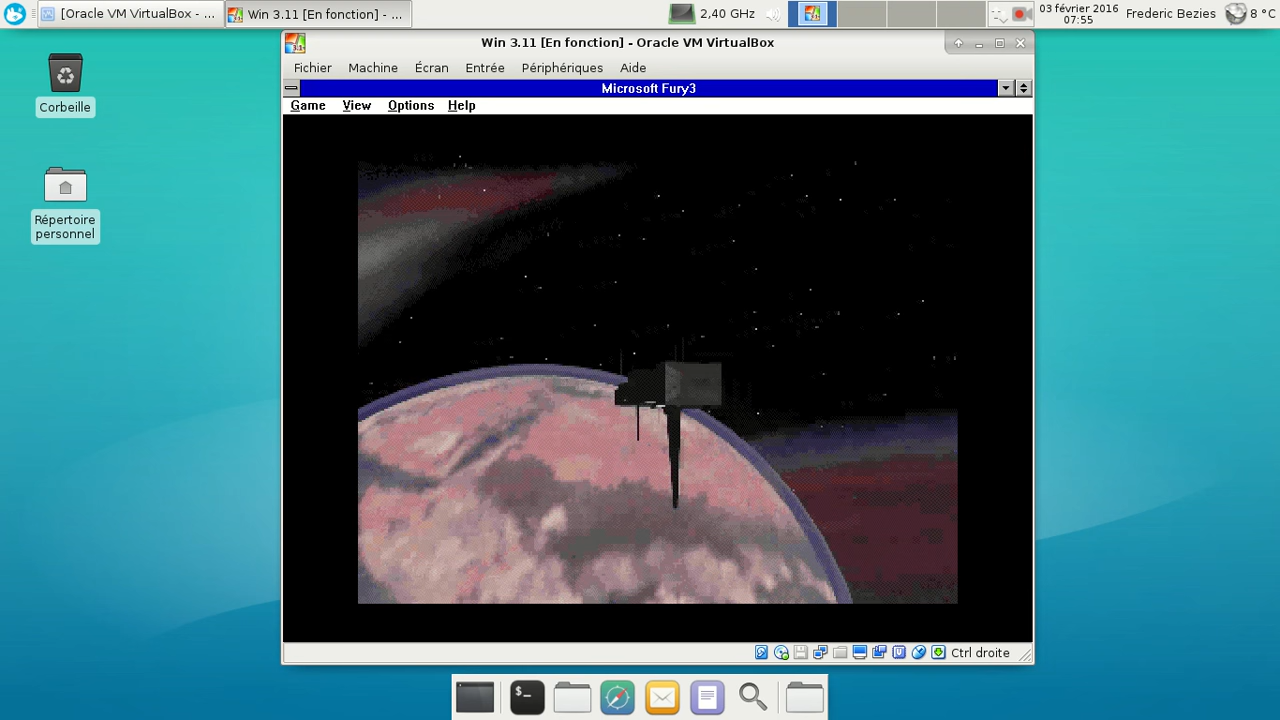 [Oracle VM VirtualBox - ...
Win 3.11 [En fonction] - ...
2,40 GHz
03 février 2016
07:55
Frederic Bezies
8 °C
Corbeille
Répertoire
personnel
Win 3.11 [En fonction] - Oracle VM VirtualBox
Fichier Machine Écran Entrée Périphériques Aide
Microsoft Fury3
Game View Options Help
Ctrl droite